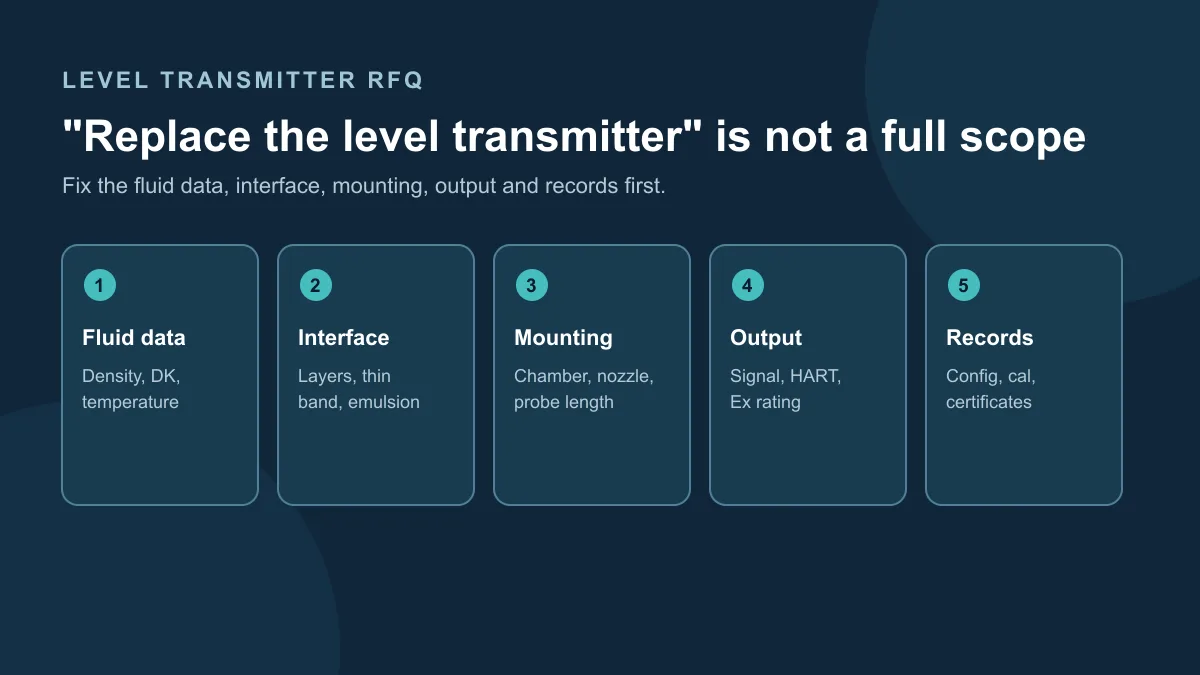 LEVEL TRANSMITTER RFQ
"Replace the level transmitter" is not a full scope
Fix the fluid data, interface, mounting, output and records first.
1
Fluid data
Density, DK,
temperature
2
Interface
Layers, thin
band, emulsion
3
Mounting
Chamber, nozzle,
probe length
4
Output
Signal, HART,
Ex rating
5
Records
Config, cal,
certificates